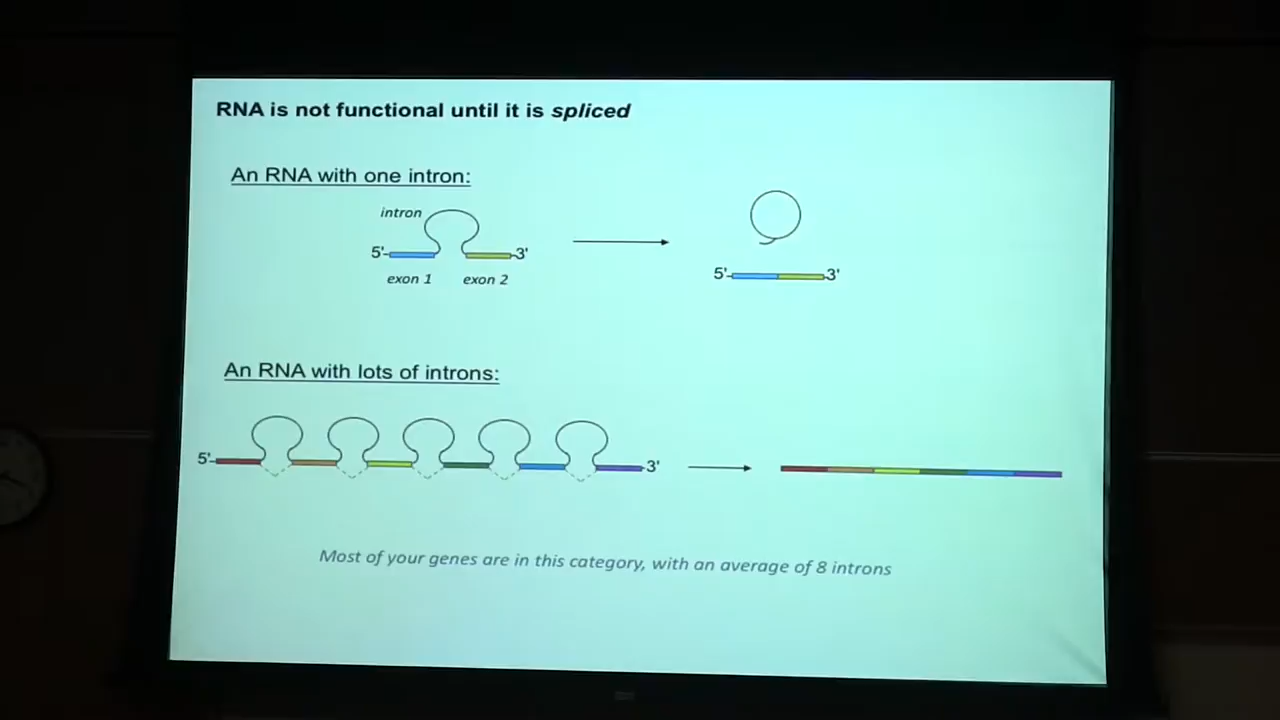 RNA is not functional until it is spliced
An RNA with one intron:
intron
5'
3'
exon 1
exon 2
5'
3'
An RNA with lots of introns:
5'
3'
Most of your genes are in this category, with an average of 8 introns